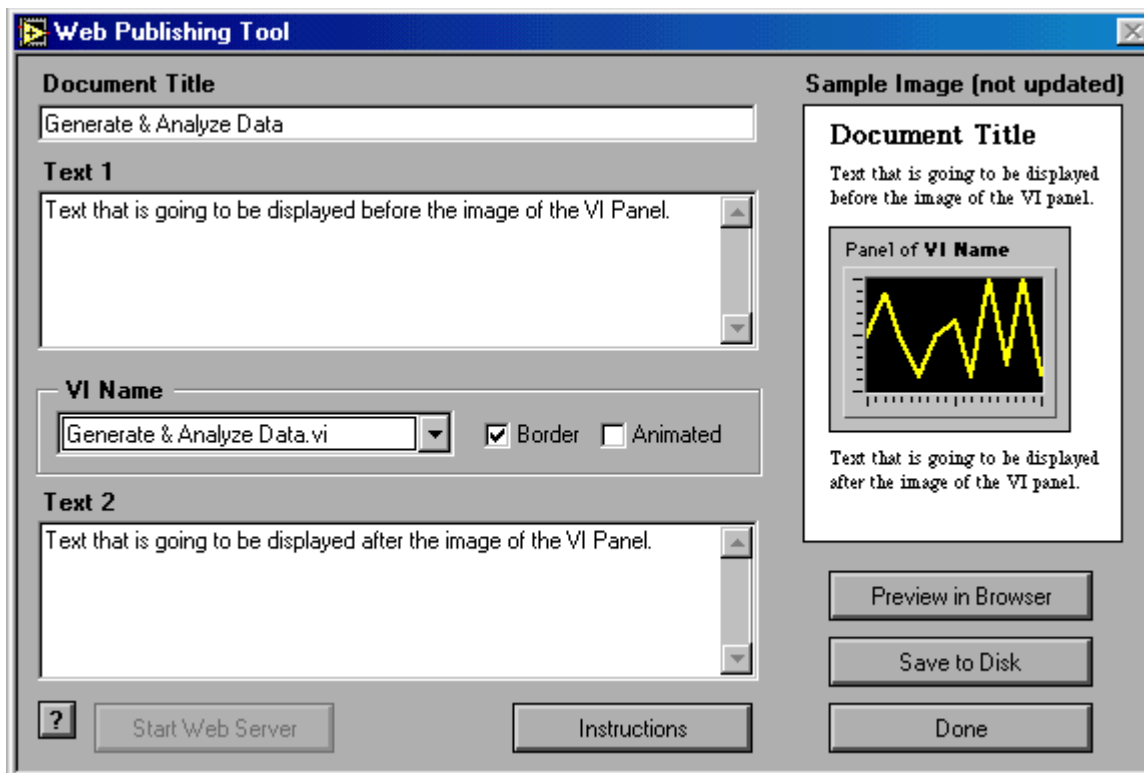 Web Publishing Tool
Document Title
Generate & Analyze Data
Text 1
Text that is going to be displayed before the image of the VI Panel.
VI Name
Generate & Analyze Data.vi
Border
Animated
Text 2
Text that is going to be displayed after the image of the VI Panel.
?
Start Web Server
Instructions
Sample Image (not updated)
Document Title
Text that is going to be displayed
before the image of the VI panel.
Panel of VI Name
Text that is going to be displayed
after the image of the VI panel.
Preview in Browser
Save to Disk
Done